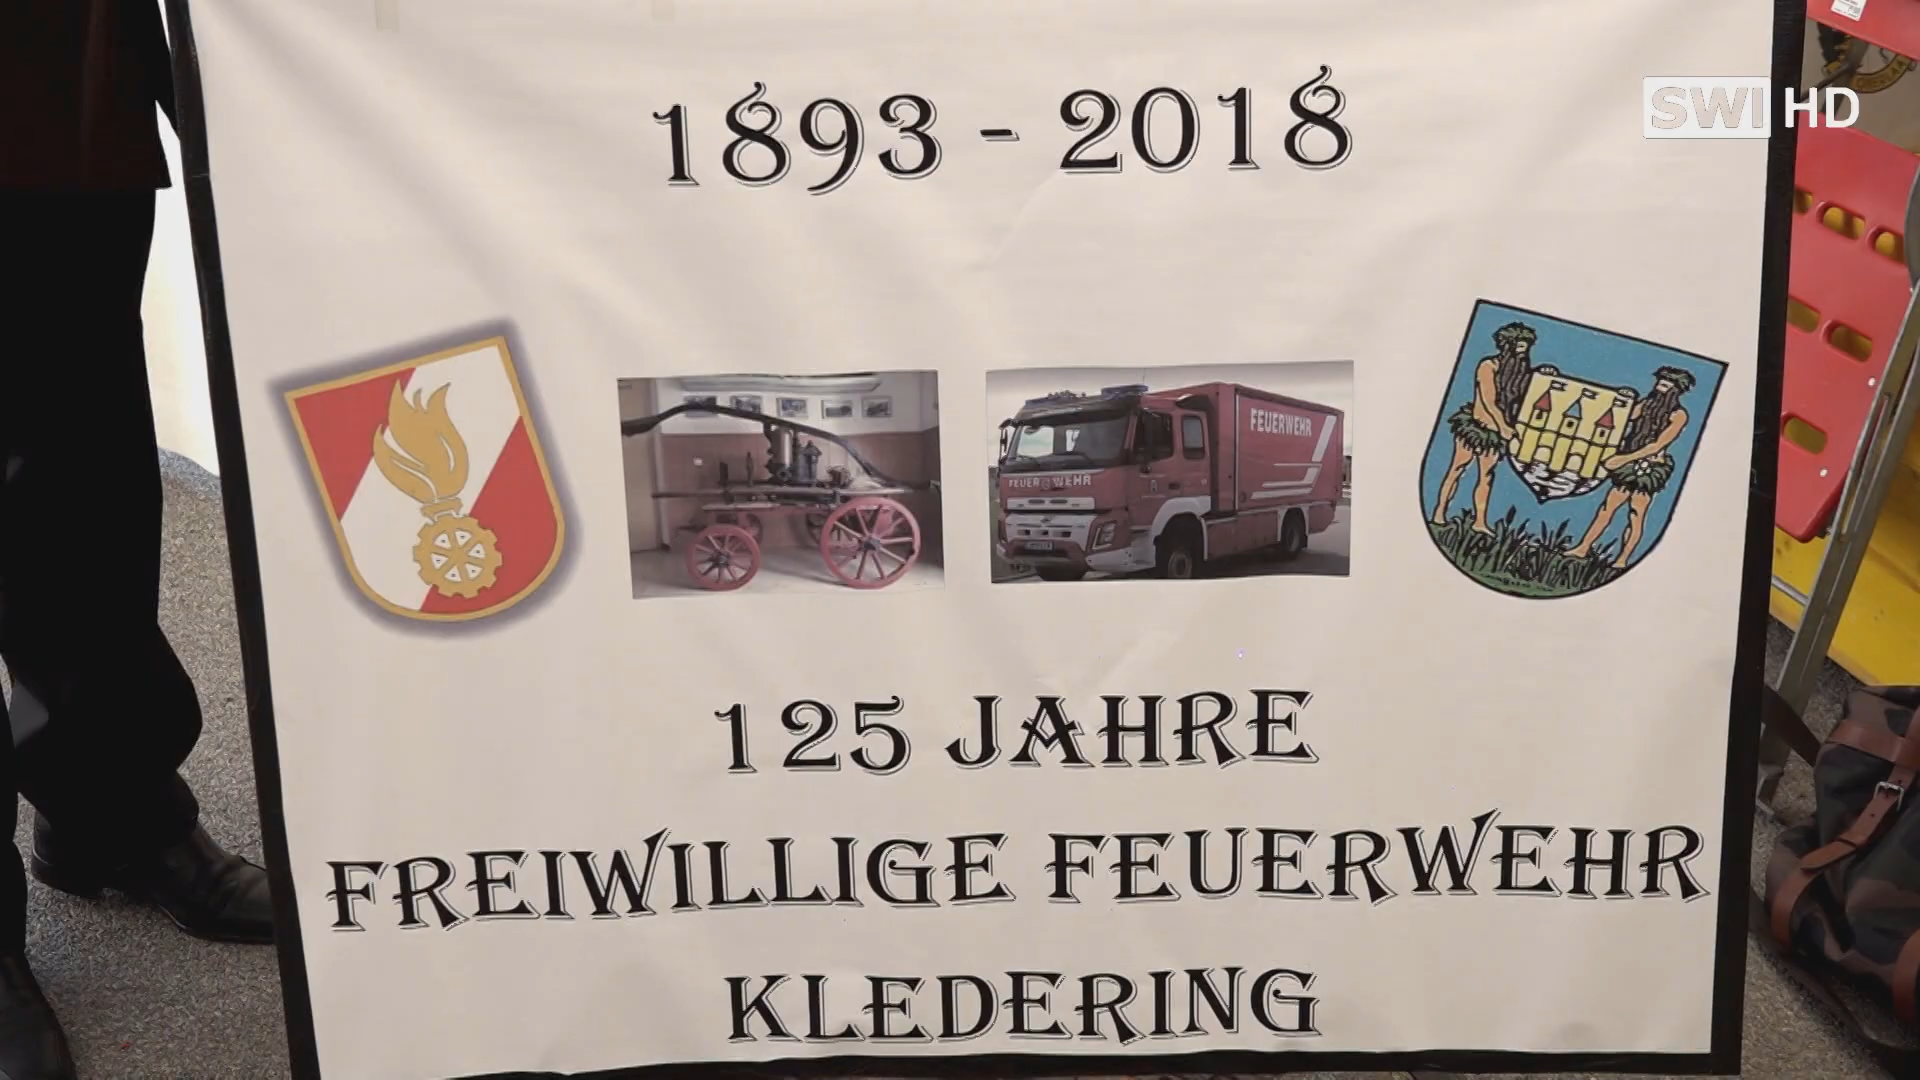 1893 - 2018
SWI HD
FEUERWEHR
FEUERWEHR
125 JAHRE
FREIWILLIGE FEUERWEHR
KLEDERING